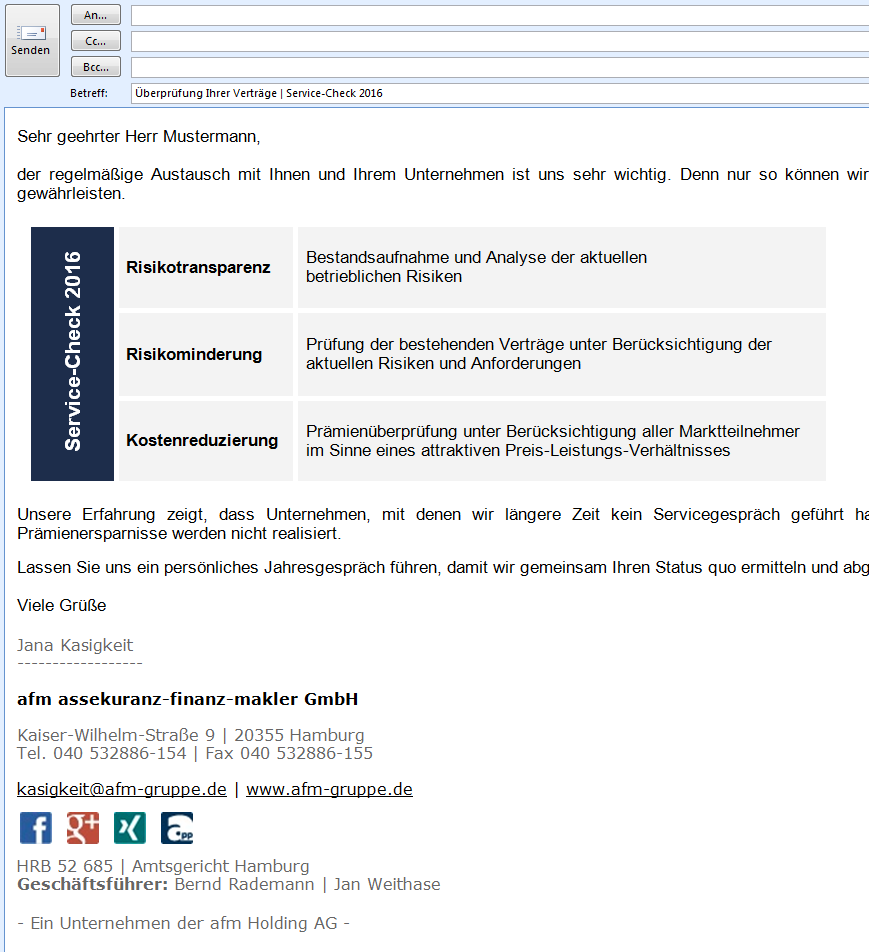 Senden
An...
Cc...
Bcc...
Betreff: Überprüfung Ihrer Verträge | Service-Check 2016
Sehr geehrter Herr Mustermann,
der regelmäßige Austausch mit Ihnen und Ihrem Unternehmen ist uns sehr wichtig. Denn nur so können wir
gewährleisten.
Service-Check 2016
Risikotransparenz
Bestandsaufnahme und Analyse der aktuellen
betrieblichen Risiken
Risikominderung
Prüfung der bestehenden Verträge unter Berücksichtigung der
aktuellen Risiken und Anforderungen
Kostenreduzierung
Prämienüberprüfung unter Berücksichtigung aller Marktteilnehmer
im Sinne eines attraktiven Preis-Leistungs-Verhältnisses
Unsere Erfahrung zeigt, dass Unternehmen, mit denen wir längere Zeit kein Servicegespräch geführt ha
Prämienersparnisse werden nicht realisiert.
Lassen Sie uns ein persönliches Jahresgespräch führen, damit wir gemeinsam Ihren Status quo ermitteln und abg
Viele Grüße
Jana Kasigkeit
------------------
afm assekuranz-finanz-makler GmbH
Kaiser-Wilhelm-Straße 9 | 20355 Hamburg
Tel. 040 532886-154 | Fax 040 532886-155
kasigkeit@afm-gruppe.de | www.afm-gruppe.de
f g+ X app
HRB 52 685 | Amtsgericht Hamburg
Geschäftsführer: Bernd Rademann | Jan Weithase
- Ein Unternehmen der afm Holding AG -